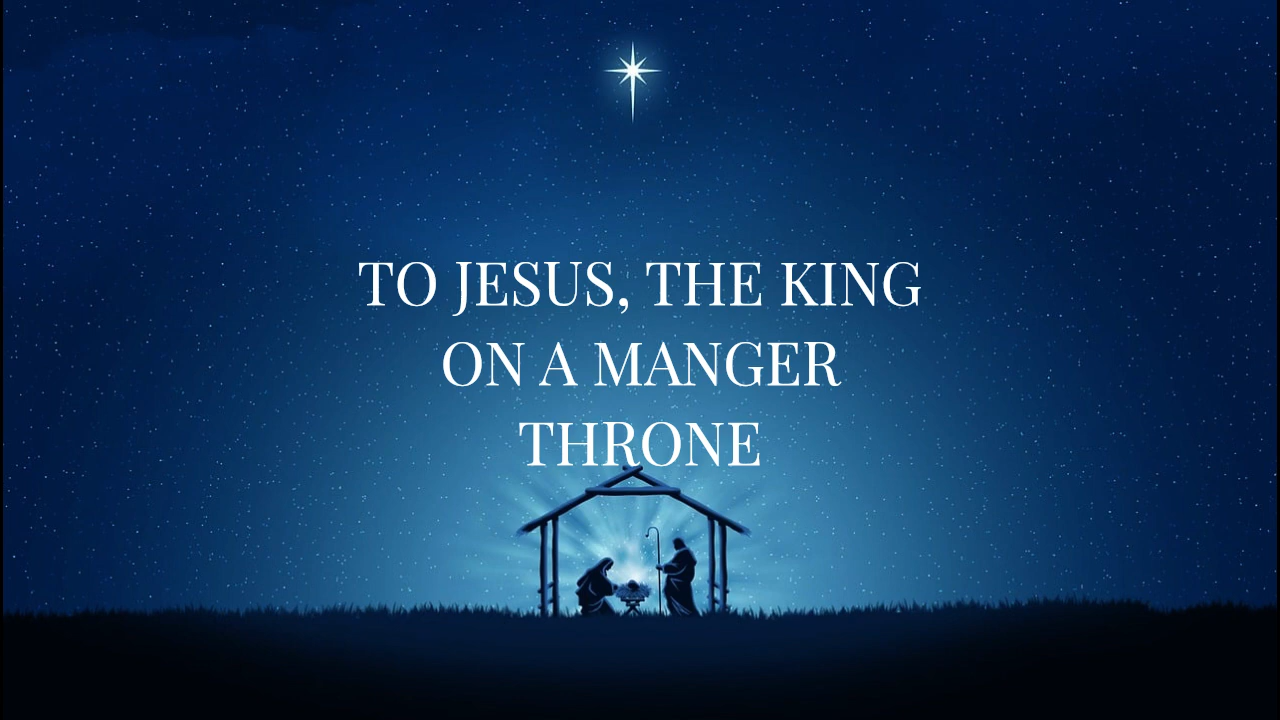 TO JESUS, THE KING
ON A MANGER
THRONE